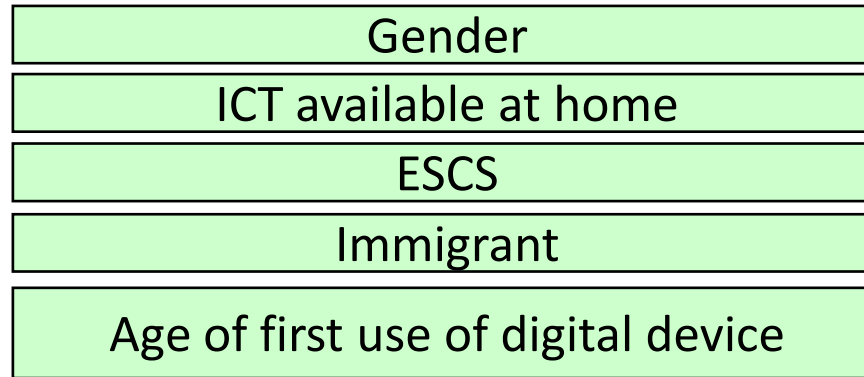 Gender
ICT available at home
ESCS
Immigrant
Age of first use of digital device